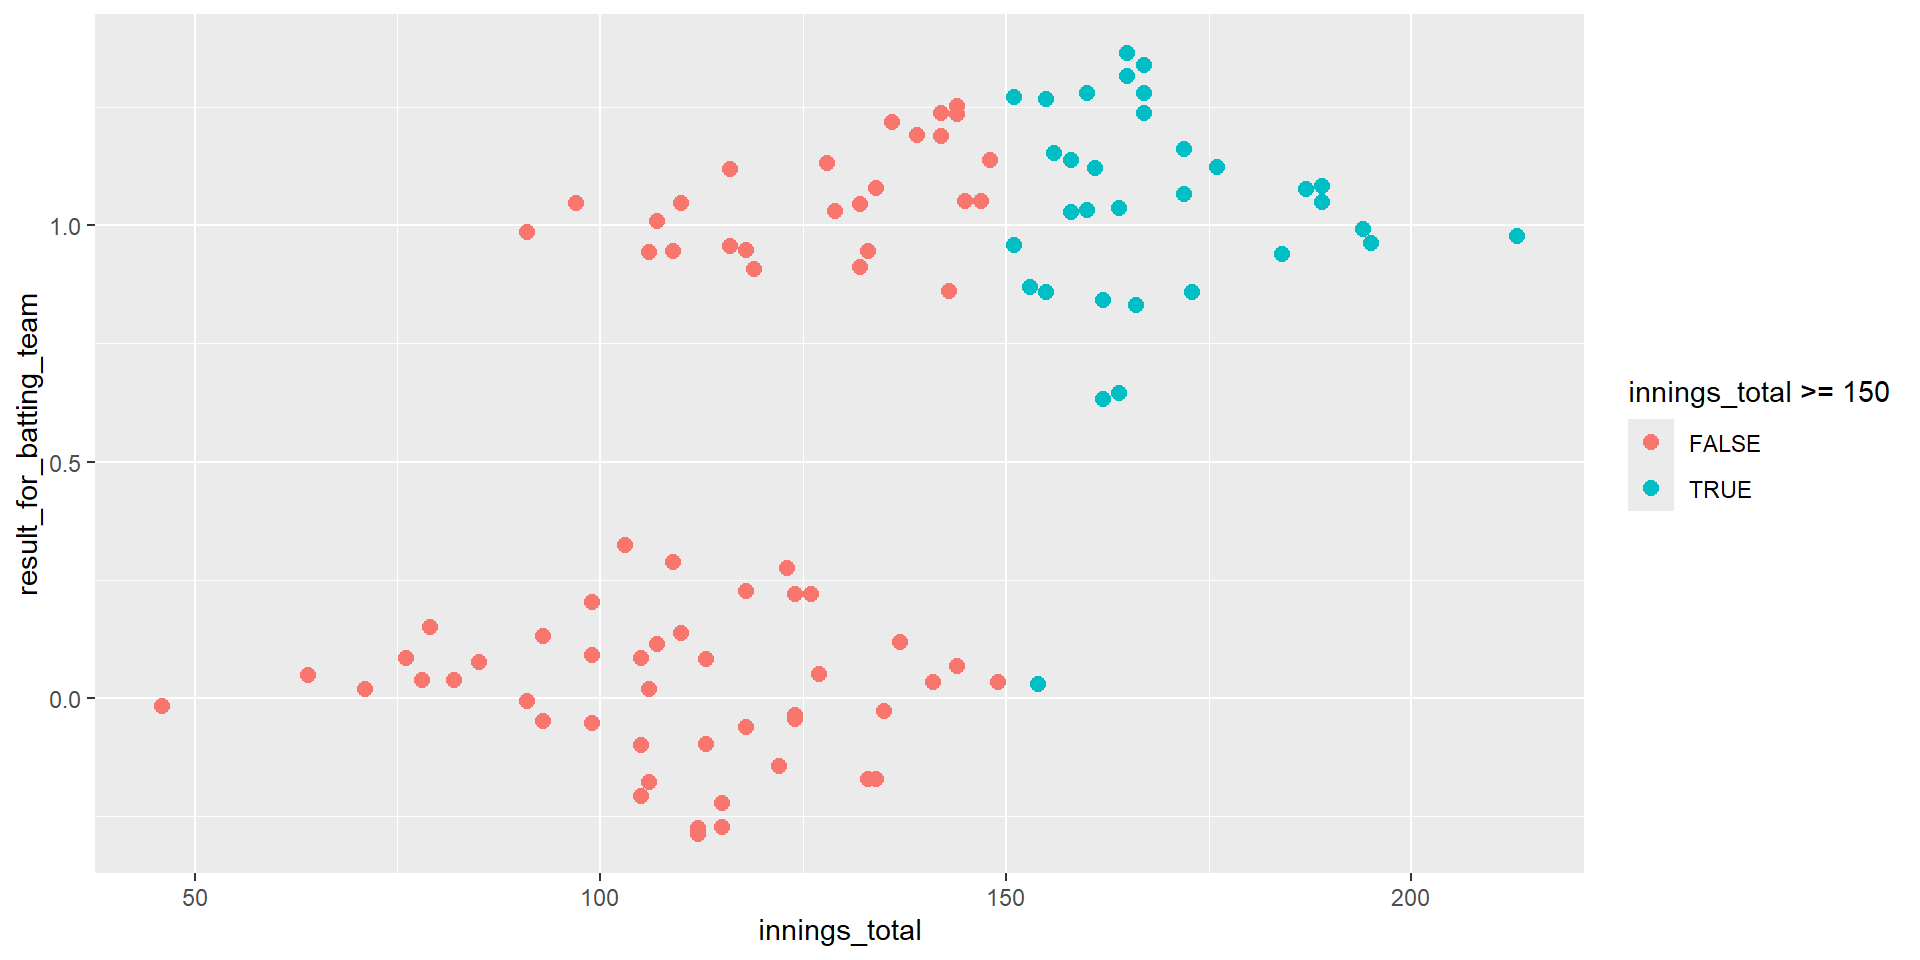 result_for_batting_team
1.0
0.5
0.0
50
100
150
200
innings_total
innings_total >= 150
FALSE
TRUE